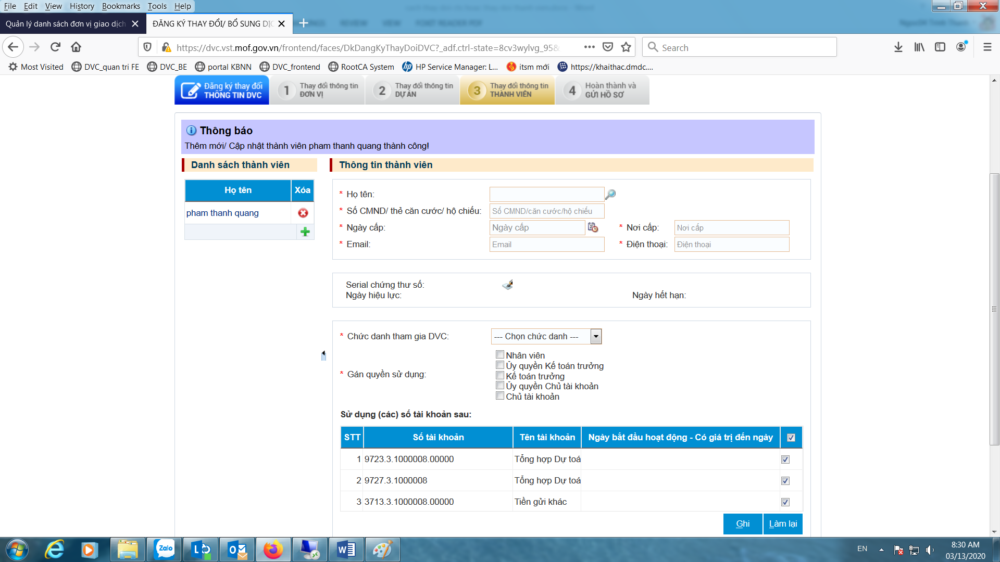 File Edit View History Bookmarks Tools Help
Quản lý danh sách đơn vị giao dịch
ĐĂNG KÝ THAY ĐỔI/ BỔ SUNG DỊC
https://dvc.vst.mof.gov.vn/frontend/faces/DkDangKyThayDoiDVC?_adf.ctrl-state=8cv3wylvg_95&
Search
Most Visited DVC_quan tri FE DVC_BE portal KBNN DVC_frontend RootCA System HP Service Manager: L... itsm mới https://khaithac.dmdc....
Đăng ký thay đổi
THÔNG TIN DVC
1 Thay đổi thông tin
ĐƠN VỊ
2 Thay đổi thông tin
DỰ ÁN
3 Thay đổi thông tin
THÀNH VIÊN
4 Hoàn thành và
GỬI HỒ SƠ
Thông báo
Thêm mới/ Cập nhật thành viên pham thanh quang thành công!
Danh sách thành viên
Họ tên Xóa
pham thanh quang
Thông tin thành viên
* Họ tên:
* Số CMND/ thẻ căn cước/ hộ chiếu: Số CMND/căn cước/hộ chiếu
* Ngày cấp: Ngày cấp * Nơi cấp: Nơi cấp
* Email: Email * Điện thoại: Điện thoại
Serial chứng thư số:
Ngày hiệu lực: Ngày hết hạn:
* Chức danh tham gia DVC: --- Chọn chức danh ---
* Gán quyền sử dụng:
Nhân viên
Ủy quyền Kế toán trưởng
Kế toán trưởng
Ủy quyền Chủ tài khoản
Chủ tài khoản
Sử dụng (các) số tài khoản sau:
STT Số tài khoản Tên tài khoản Ngày bắt đầu hoạt động - Có giá trị đến ngày
1 9723.3.1000008.00000 Tổng hợp Dự toá
2 9727.3.1000008 Tổng hợp Dự toá
3 3713.3.1000008.00000 Tiền gửi khác
Ghi Làm lại
Zalo
EN
8:30 AM
03/13/2020